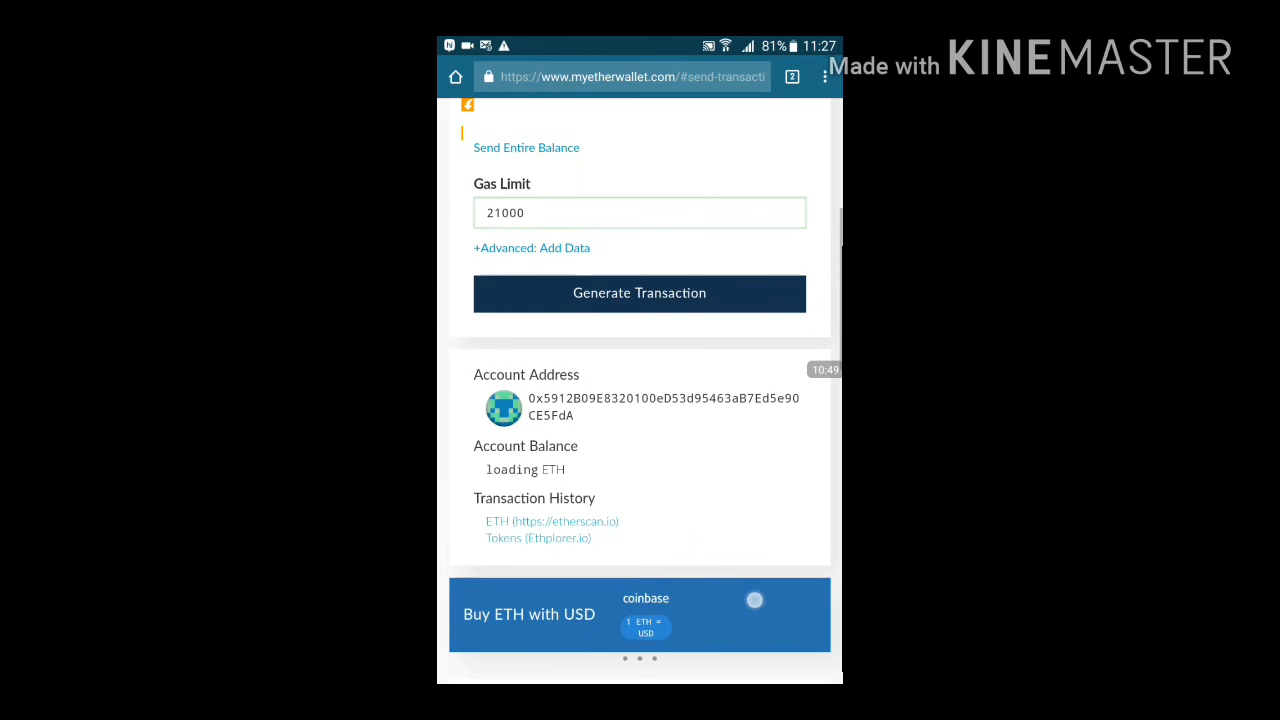 81% 11:27
Made with KINEMASTER
https://www.myetherwallet.com/#send-transacti
2
Send Entire Balance
Gas Limit
21000
+Advanced: Add Data
Generate Transaction
Account Address
10:49
0x5912B09E8320100eD53d95463aB7Ed5e90
CE5FdA
Account Balance
loading ETH
Transaction History
ETH (https://etherscan.io)
Tokens (Ethplorer.io)
coinbase
Buy ETH with USD
1 ETH =
USD